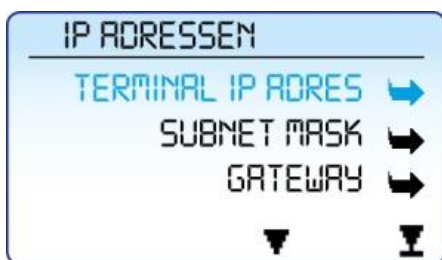 IP ADRESSEN
TERMINAL IP ADRES
SUBNET MASK
GATEWAY